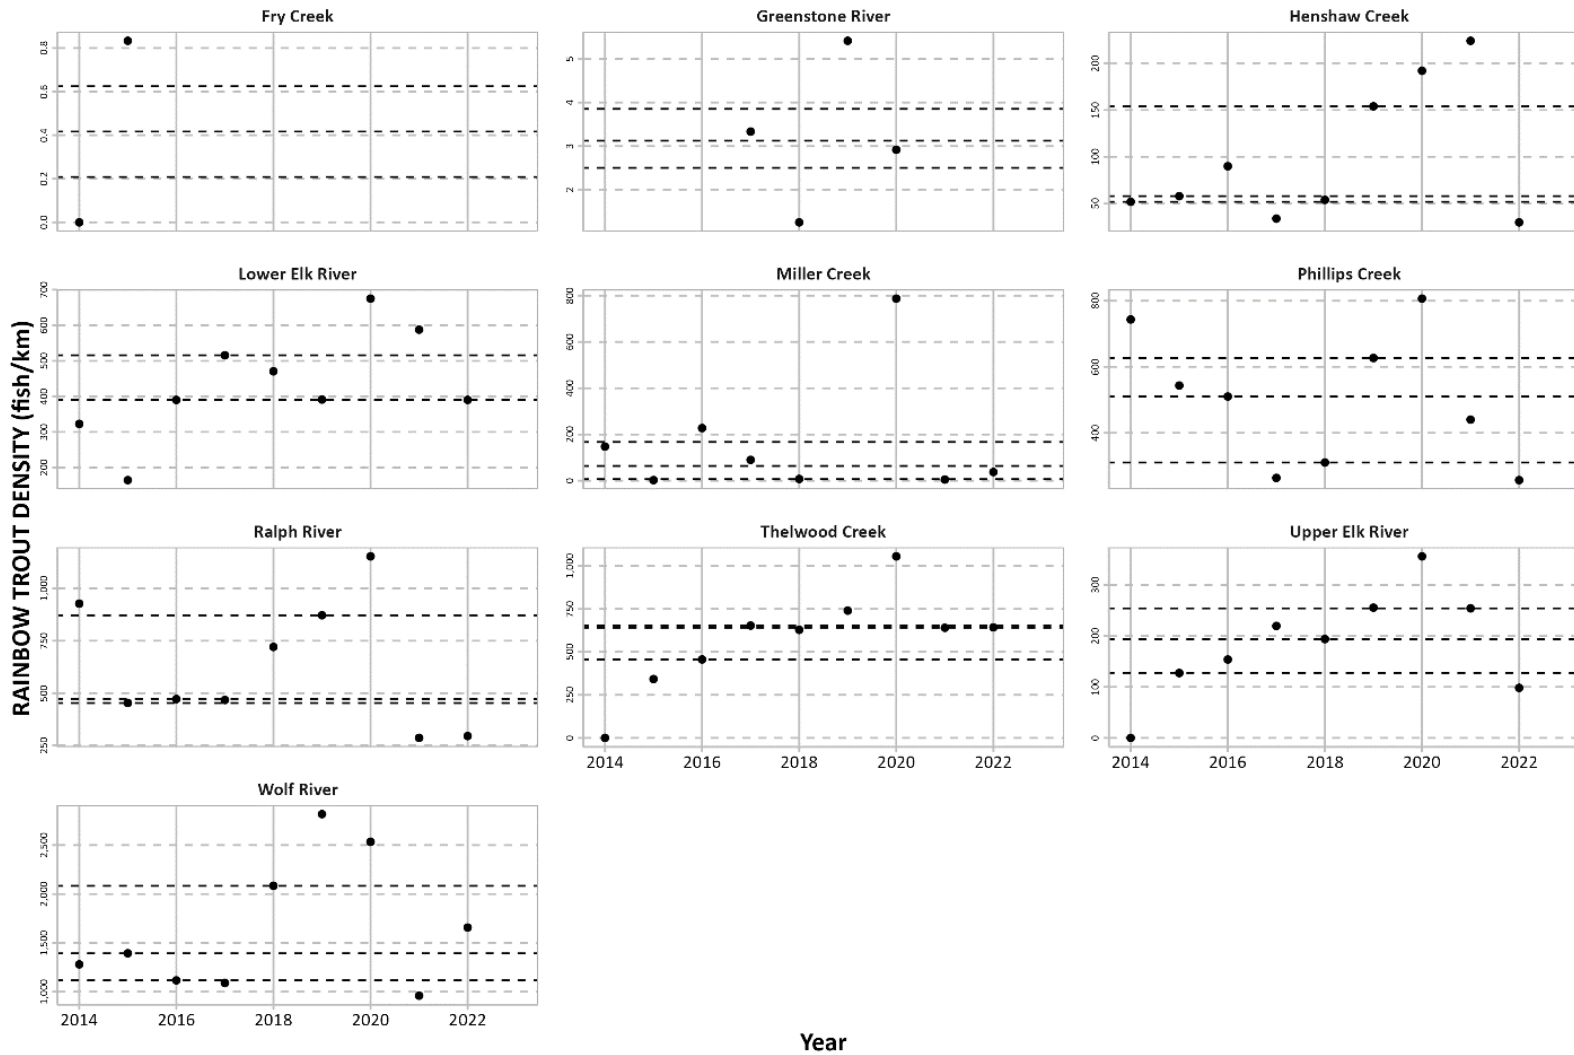 Fry Creek
Greenstone River
Henshaw Creek
0.8
0.6
0.4
0.2
0.0
5
4
3
2
200
150
100
50
Lower Elk River
Miller Creek
Phillips Creek
700
600
500
400
300
200
800
600
400
200
0
800
600
400
RAINBOW TROUT DENSITY (fish/km)
Ralph River
Thelwood Creek
Upper Elk River
1,000
750
500
250
1,000
750
500
250
0
300
200
100
0
2014 2016 2018 2020 2022
2014 2016 2018 2020 2022
Wolf River
2,500
2,000
1,500
1,000
2014 2016 2018 2020 2022
Year